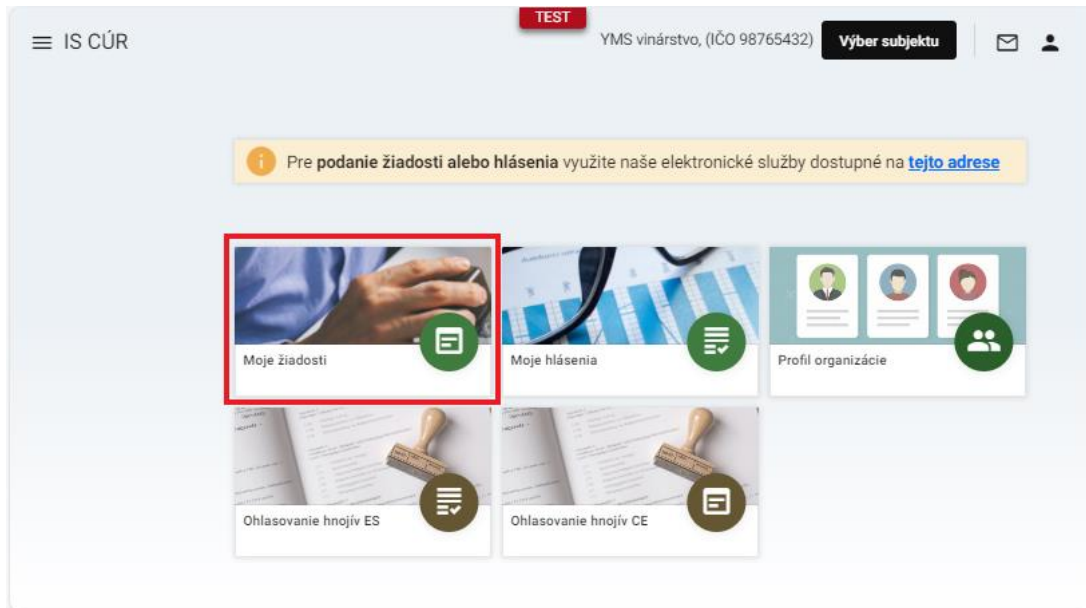 TEST
IS CÚR
YMS vinárstvo, (IČO 98765432)
Výber subjektu
Pre podanie žiadosti alebo hlásenia využite naše elektronické služby dostupné na tejto adrese
Moje žiadosti
Moje hlásenia
Profil organizácie
Ohlasovanie hnojív ES
Ohlasovanie hnojív CE